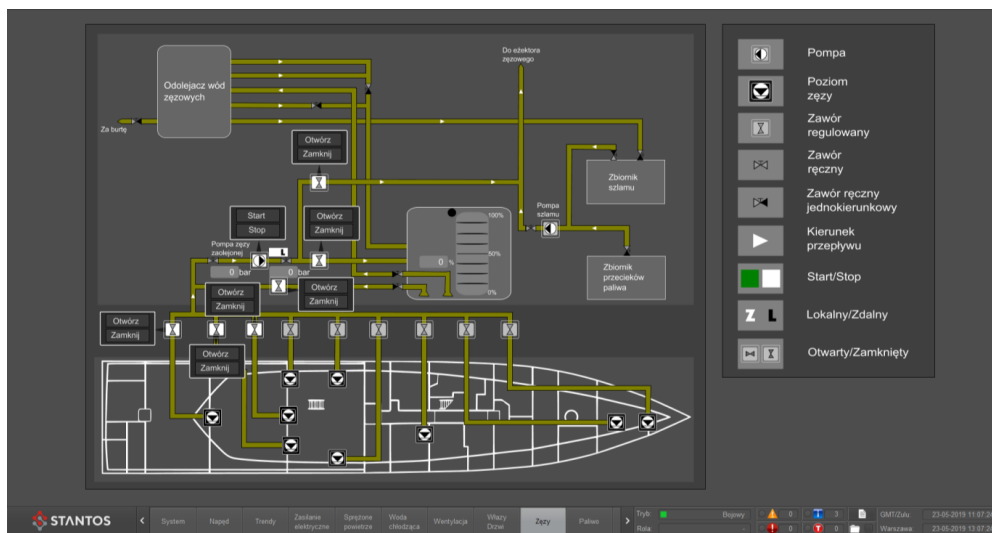 Odolejacz wód
zęzowych
Za burtę
Do eżektora
zęzowego
Otwórz
Zamknij
Zbiornik
szlamu
Start
Stop
Otwórz
Zamknij
Pompa
szlamu
Pompa zęzy
zaolejonej
L
100%
50%
0%
0 %
0 bar
0 bar
Zbiornik
przecieków
paliwa
Otwórz
Zamknij
Otwórz
Zamknij
Otwórz
Zamknij
Otwórz
Zamknij
Pompa
Poziom
zęzy
Zawór
regulowany
Zawór
ręczny
Zawór ręczny
jednokierunkowy
Kierunek
przepływu
Start/Stop
Z L
Lokalny/Zdalny
Otwarty/Zamknięty
STANTOS
System
Napęd
Trendy
Zasilanie
elektryczne
Sprężone
powietrze
Woda
chłodząca
Wentylacja
Włazy
Drzwi
Zęzy
Paliwo
Tryb: Bojowy
Rola: -
0
3
0
0
GMT/Zulu: 23-05-2019 11:07:24
Warszawa: 23-05-2019 13:07:24